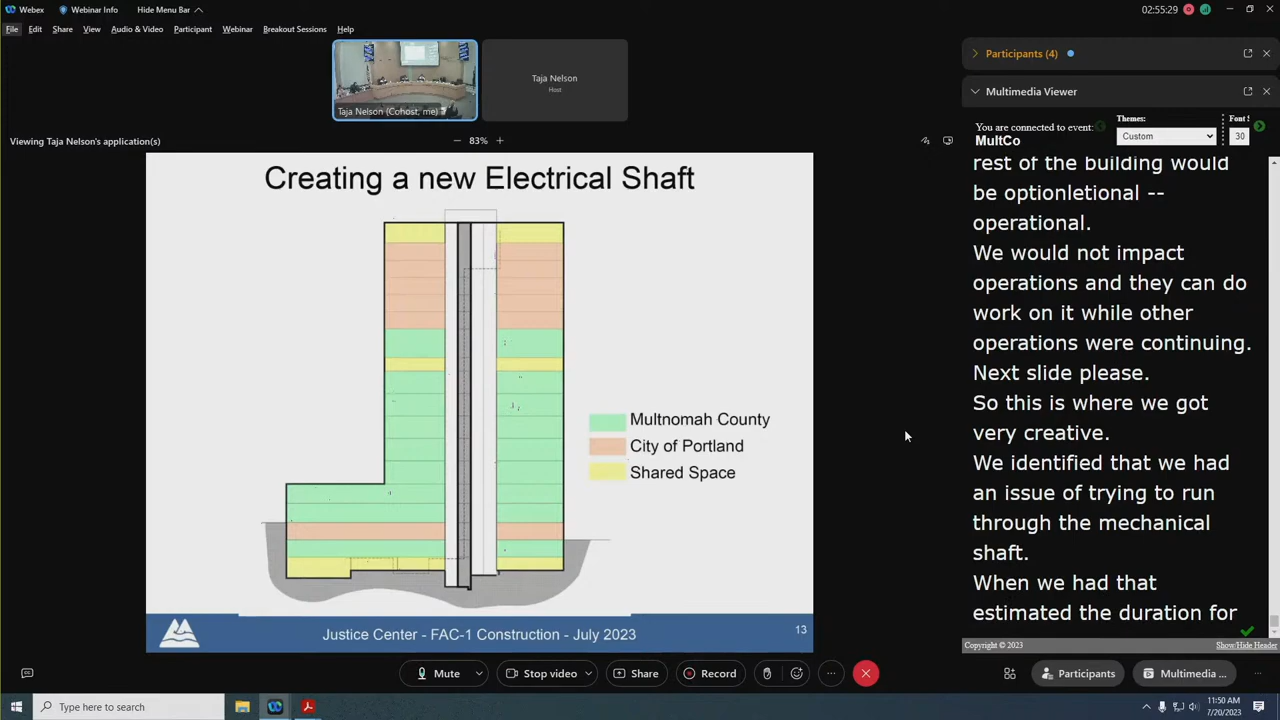 Webex
Webinar Info
Hide Menu Bar
02:55:29
File
Edit
Share
View
Audio & Video
Participant
Webinar
Breakout Sessions
Help
Taja Nelson (Cohost, me)
Taja Nelson
Host
Participants (4)
Multimedia Viewer
Viewing Taja Nelson's application(s)
83%
You are connected to event:
MultCo
Themes:
Custom
Font S
30
Creating a new Electrical Shaft
Multnomah County
City of Portland
Shared Space
Justice Center - FAC-1 Construction - July 2023
13
rest of the building would
be optionletional --
operational.
We would not impact
operations and they can do
work on it while other
operations were continuing.
Next slide please.
So this is where we got
very creative.
We identified that we had
an issue of trying to run
through the mechanical
shaft.
When we had that
estimated the duration for
Copyright © 2023
Show/Hide Header
Mute
Stop video
Share
Record
Participants
Multimedia ...
Type here to search
11:50 AM
7/20/2023